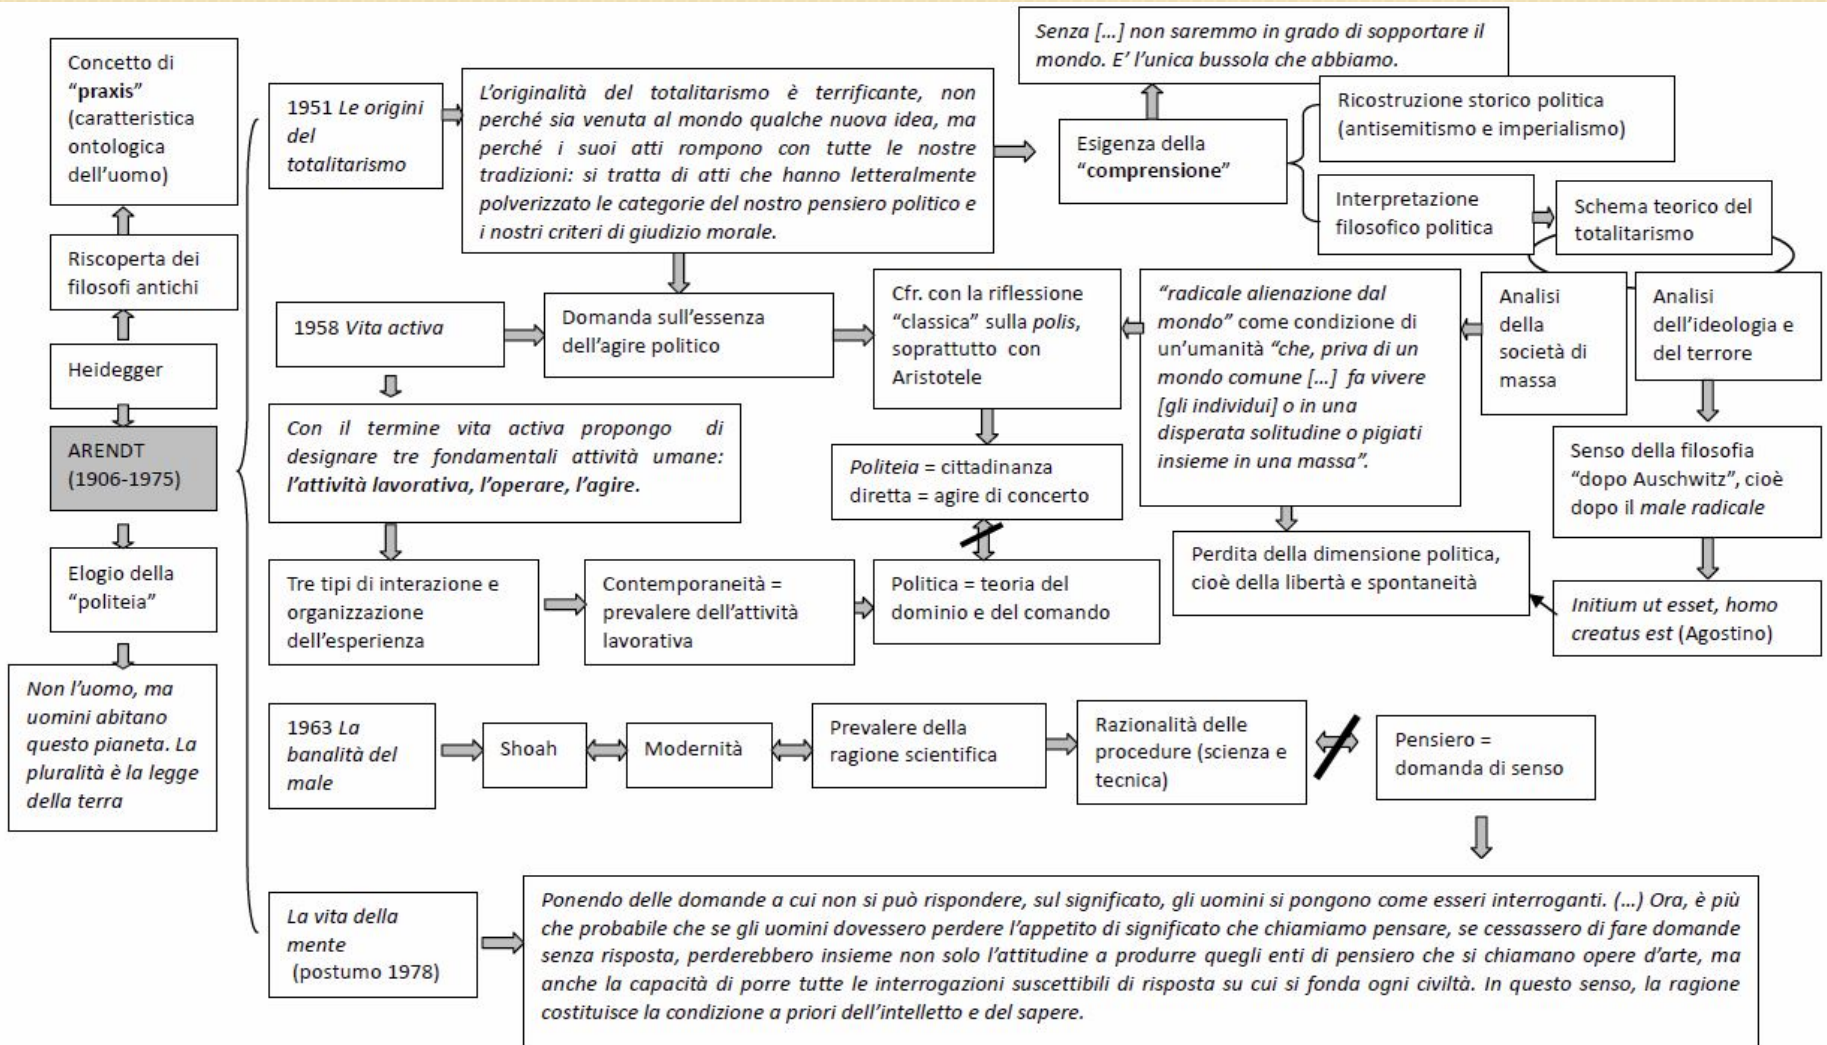 Concetto di
“praxis”
(caratteristica
ontologica
dell’uomo)
Riscoperta dei
filosofi antichi
Heidegger
ARENDT
(1906-1975)
Elogio della
“politeia”
Non l’uomo, ma
uomini abitano
questo pianeta. La
pluralità è la legge
della terra
1951 Le origini
del
totalitarismo
L’originalità del totalitarismo è terrificante, non
perché sia venuta al mondo qualche nuova idea, ma
perché i suoi atti rompono con tutte le nostre
tradizioni: si tratta di atti che hanno letteralmente
polverizzato le categorie del nostro pensiero politico e
i nostri criteri di giudizio morale.
Senza […] non saremmo in grado di sopportare il
mondo. E’ l’unica bussola che abbiamo.
Esigenza della
“comprensione”
Ricostruzione storico politica
(antisemitismo e imperialismo)
Interpretazione
filosofico politica
Schema teorico del
totalitarismo
1958 Vita activa
Domanda sull’essenza
dell’agire politico
Cfr. con la riflessione
“classica” sulla polis,
soprattutto con
Aristotele
“radicale alienazione dal
mondo” come condizione di
un’umanità “che, priva di un
mondo comune […] fa vivere
[gli individui] o in una
disperata solitudine o pigiati
insieme in una massa”.
Analisi
della
società di
massa
Analisi
dell’ideologia e
del terrore
Con il termine vita activa propongo di
designare tre fondamentali attività umane:
l’attività lavorativa, l’operare, l’agire.
Politeia = cittadinanza
diretta = agire di concerto
Senso della filosofia
“dopo Auschwitz”, cioè
dopo il male radicale
Tre tipi di interazione e
organizzazione
dell’esperienza
Contemporaneità =
prevalere dell’attività
lavorativa
Politica = teoria del
dominio e del comando
Perdita della dimensione politica,
cioè della libertà e spontaneità
Initium ut esset, homo
creatus est (Agostino)
1963 La
banalità del
male
Shoah
Modernità
Prevalere della
ragione scientifica
Razionalità delle
procedure (scienza e
tecnica)
Pensiero =
domanda di senso
La vita della
mente
(postumo 1978)
Ponendo delle domande a cui non si può rispondere, sul significato, gli uomini si pongono come esseri interroganti. (…) Ora, è più
che probabile che se gli uomini dovessero perdere l’appetito di significato che chiamiamo pensare, se cessassero di fare domande
senza risposta, perderebbero insieme non solo l’attitudine a produrre quegli enti di pensiero che si chiamano opere d’arte, ma
anche la capacità di porre tutte le interrogazioni suscettibili di risposta su cui si fonda ogni civiltà. In questo senso, la ragione
costituisce la condizione a priori dell’intelletto e del sapere.